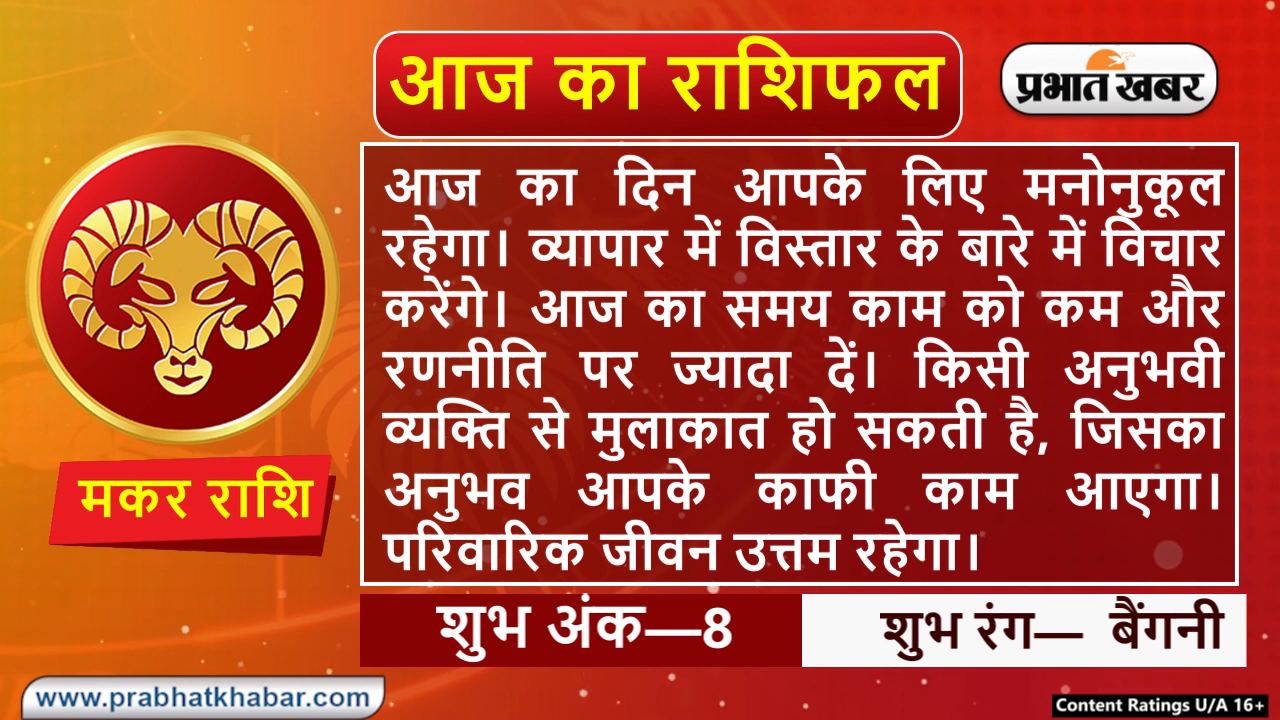 आज का राशिफल
प्रभात खबर
आज का दिन आपके लिए मनोनुकूल
रहेगा। व्यापार में विस्तार के बारे में विचार
करेंगे। आज का समय काम को कम और
रणनीति पर ज्यादा दें। किसी अनुभवी
व्यक्ति से मुलाकात हो सकती है, जिसका
अनुभव आपके काफी काम आएगा।
परिवारिक जीवन उत्तम रहेगा।
मकर राशि
शुभ अंक—8
शुभ रंग— बैंगनी
www.prabhatkhabar.com
Content Ratings U/A 16+